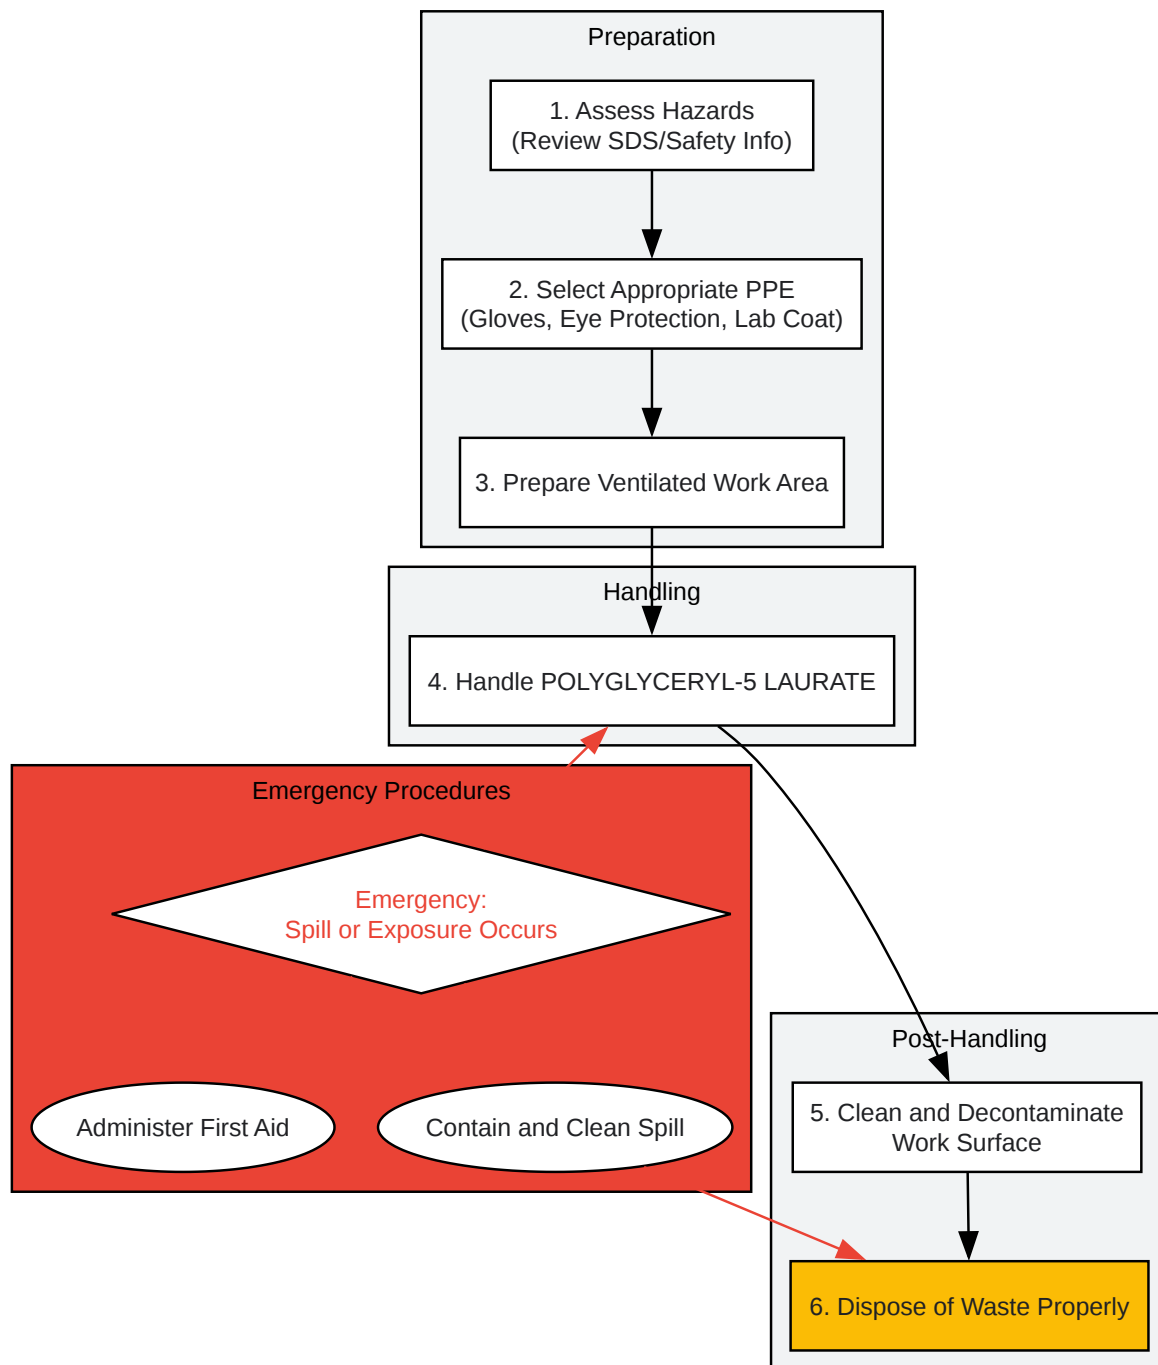 Preparation
1. Assess Hazards
(Review SDS/Safety Info)
2. Select Appropriate PPE
(Gloves, Eye Protection, Lab Coat)
3. Prepare Ventilated Work Area
Handling
4. Handle POLYGLYCERYL-5 LAURATE
Emergency Procedures
Emergency:
Spill or Exposure Occurs
Administer First Aid
Contain and Clean Spill
Post-Handling
5. Clean and Decontaminate
Work Surface
6. Dispose of Waste Properly